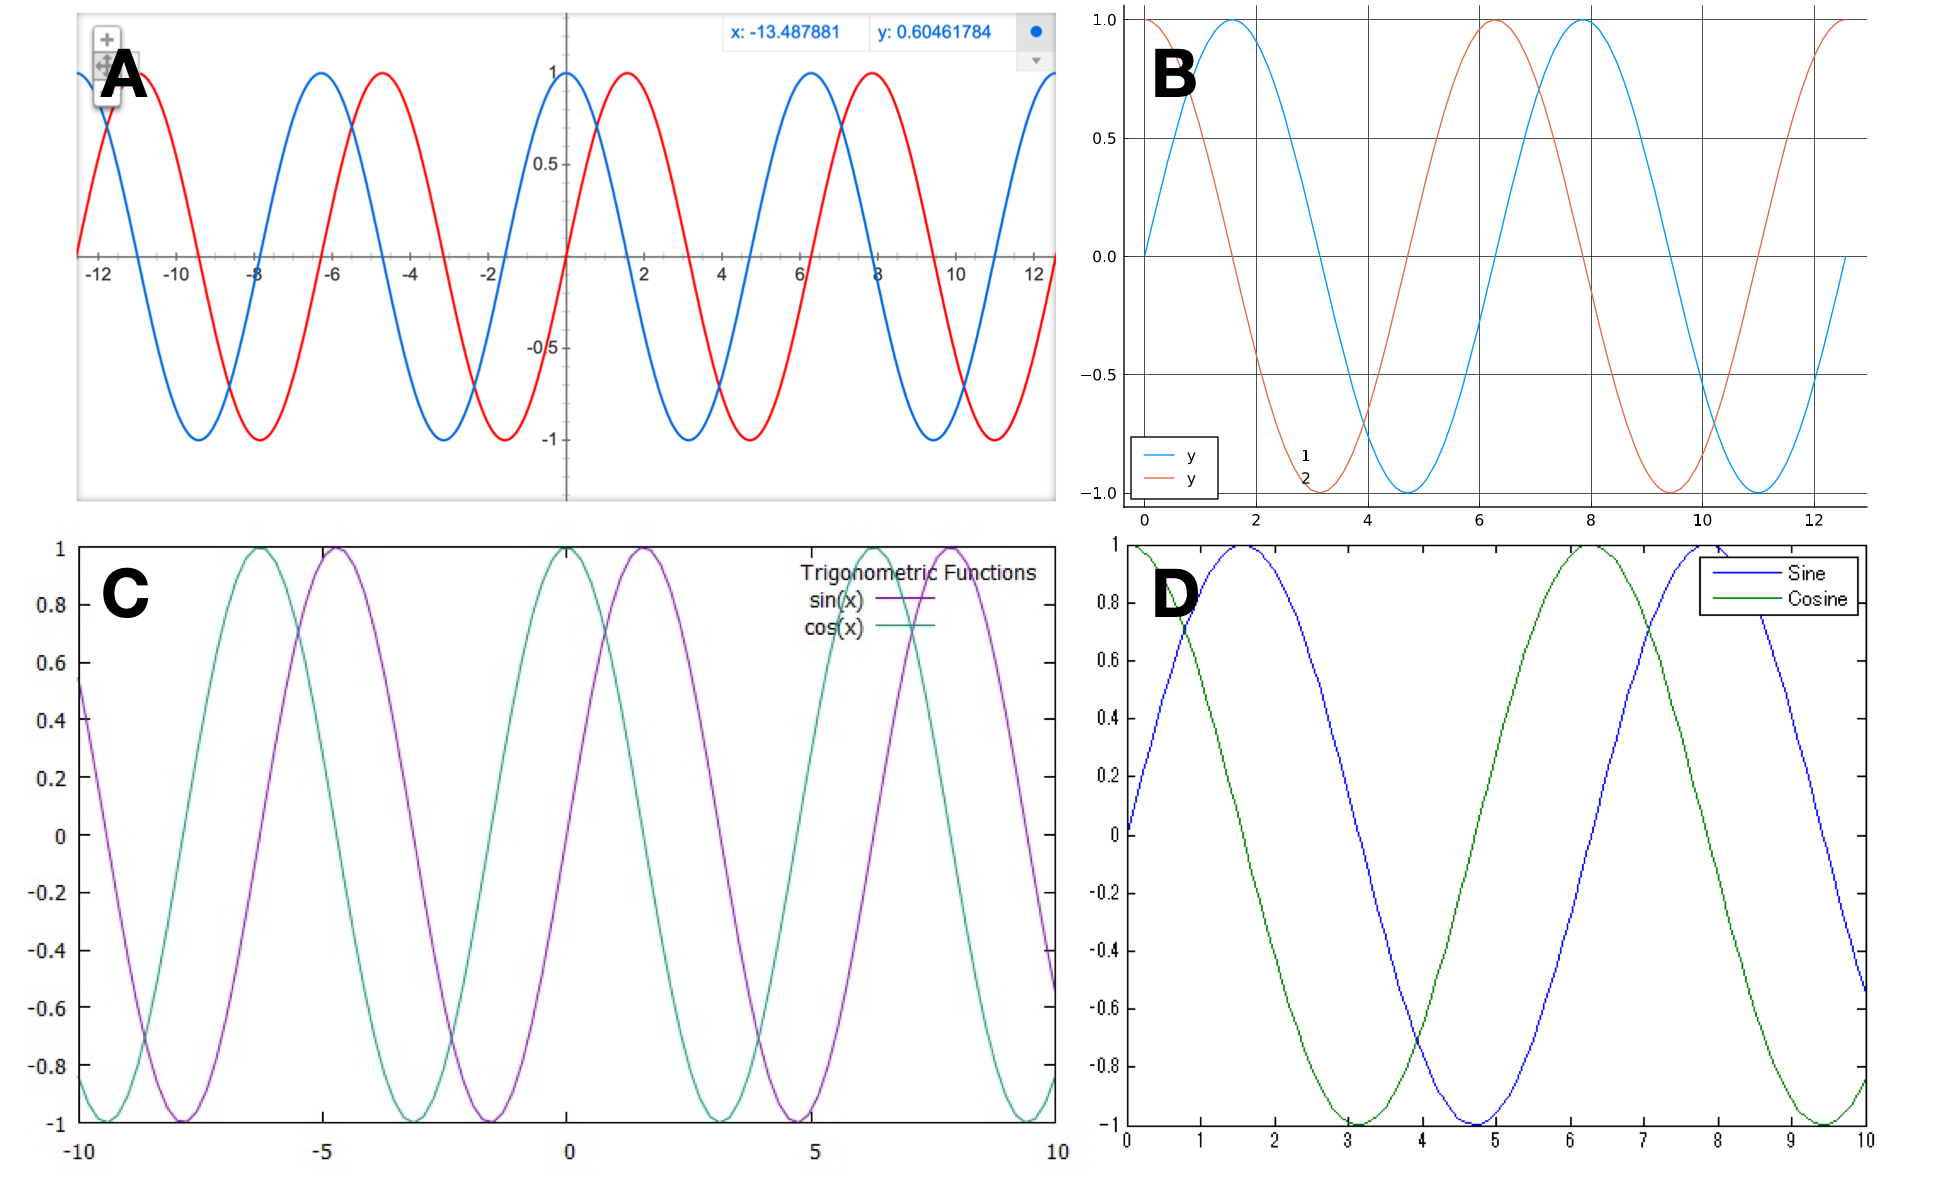 A
x: -13.487881 y: 0.60461784
+
1
0.5
-12 -10 -8 -6 -4 -2 2 4 6 8 10 12
-0.5
-1
B
1.0
0.5
0.0
−0.5
−1.0
y 1
y 2
0 2 4 6 8 10 12
C
Trigonometric Functions
sin(x)
cos(x)
1
0.8
0.6
0.4
0.2
0
-0.2
-0.4
-0.6
-0.8
-1
-10 -5 0 5 10
D
Sine
Cosine
1
0.8
0.6
0.4
0.2
0
-0.2
-0.4
-0.6
-0.8
-1
0 1 2 3 4 5 6 7 8 9 10